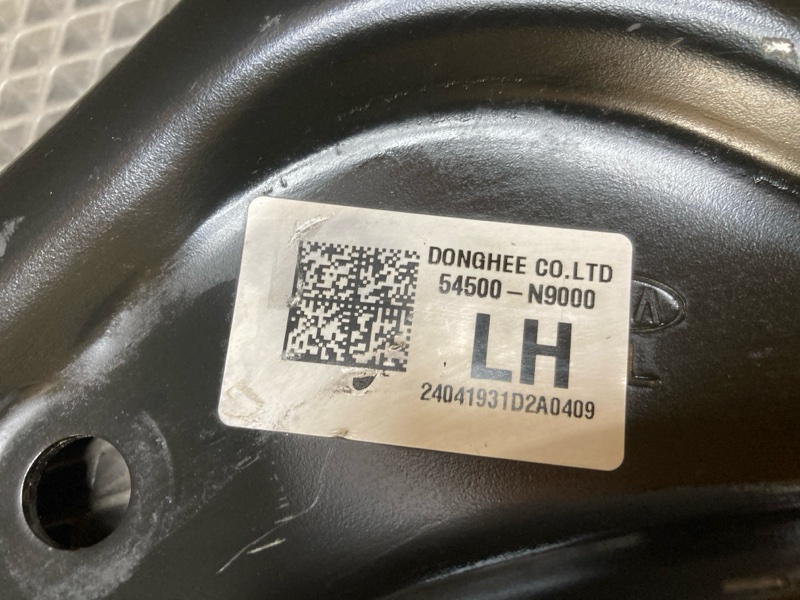 DONGHEE CO.LTD
54500-N9000
LH
24041931D2A0409
L